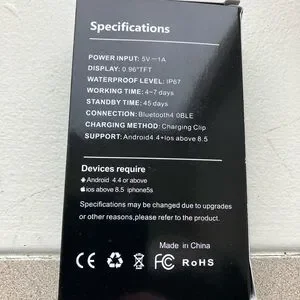 Specifications
POWER INPUT: 5V⎓1A
DISPLAY: 0.96"TFT
WATERPROOF LEVEL: IP67
WORKING TIME: 4~7 days
STANDBY TIME: 45 days
CONNECTION: Bluetooth4.0BLE
CHARGING METHOD: Charging Clip
SUPPORT: Android4.4+ios above 8.5
Devices require
Android 4.4 or above
ios above 8.5 iphone5s
Specifications may be changed due to upgrades
or other reasons,please refer to the product.
Made in China
CE FC RoHS